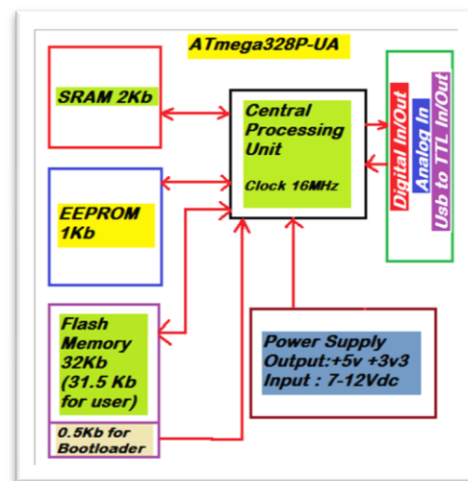 ATmega328P-UA
SRAM 2Kb
Central
Processing
Unit
Clock 16MHz
Digital In/Out
Analog In
Usb to TTL In/Out
EEPROM
1Kb
Flash
Memory
32Kb
(31.5 Kb
for user)
0.5Kb for
Bootloader
Power Supply
Output:+5v +3v3
Input : 7-12Vdc